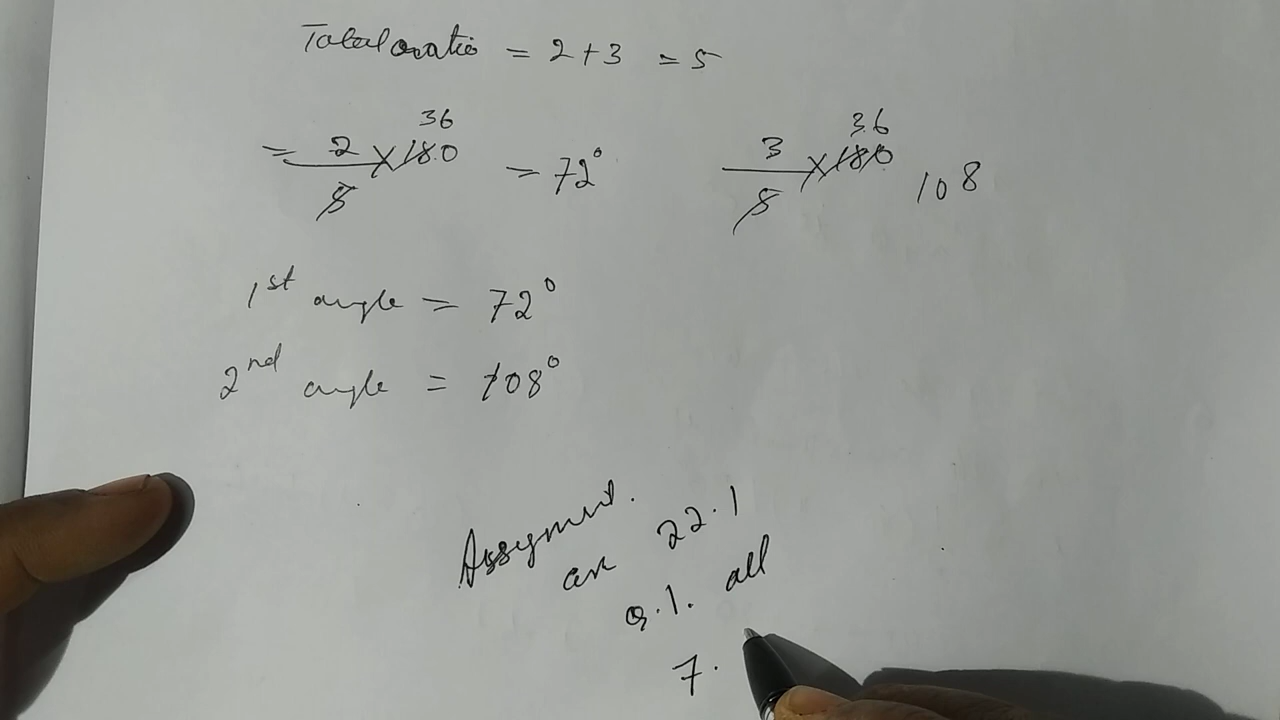 Total ratio = 2+3 = 5
= 2/5 × 180 36 = 72° 3/5 × 180 36 108
1st angle = 72°
2nd angle = 108°
Assignment.
22.1
Q.1. all
7.